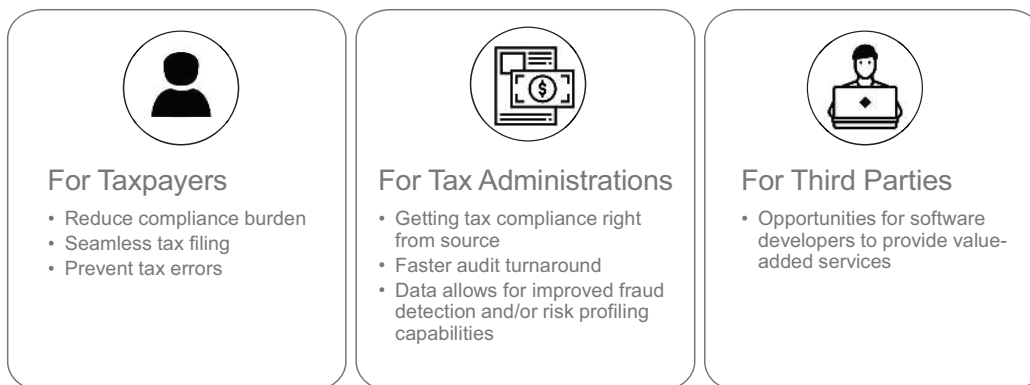 For Taxpayers
• Reduce compliance burden
• Seamless tax filing
• Prevent tax errors
For Tax Administrations
• Getting tax compliance right
from source
• Faster audit turnaround
• Data allows for improved fraud
detection and/or risk profiling
capabilities
For Third Parties
• Opportunities for software
developers to provide value-
added services